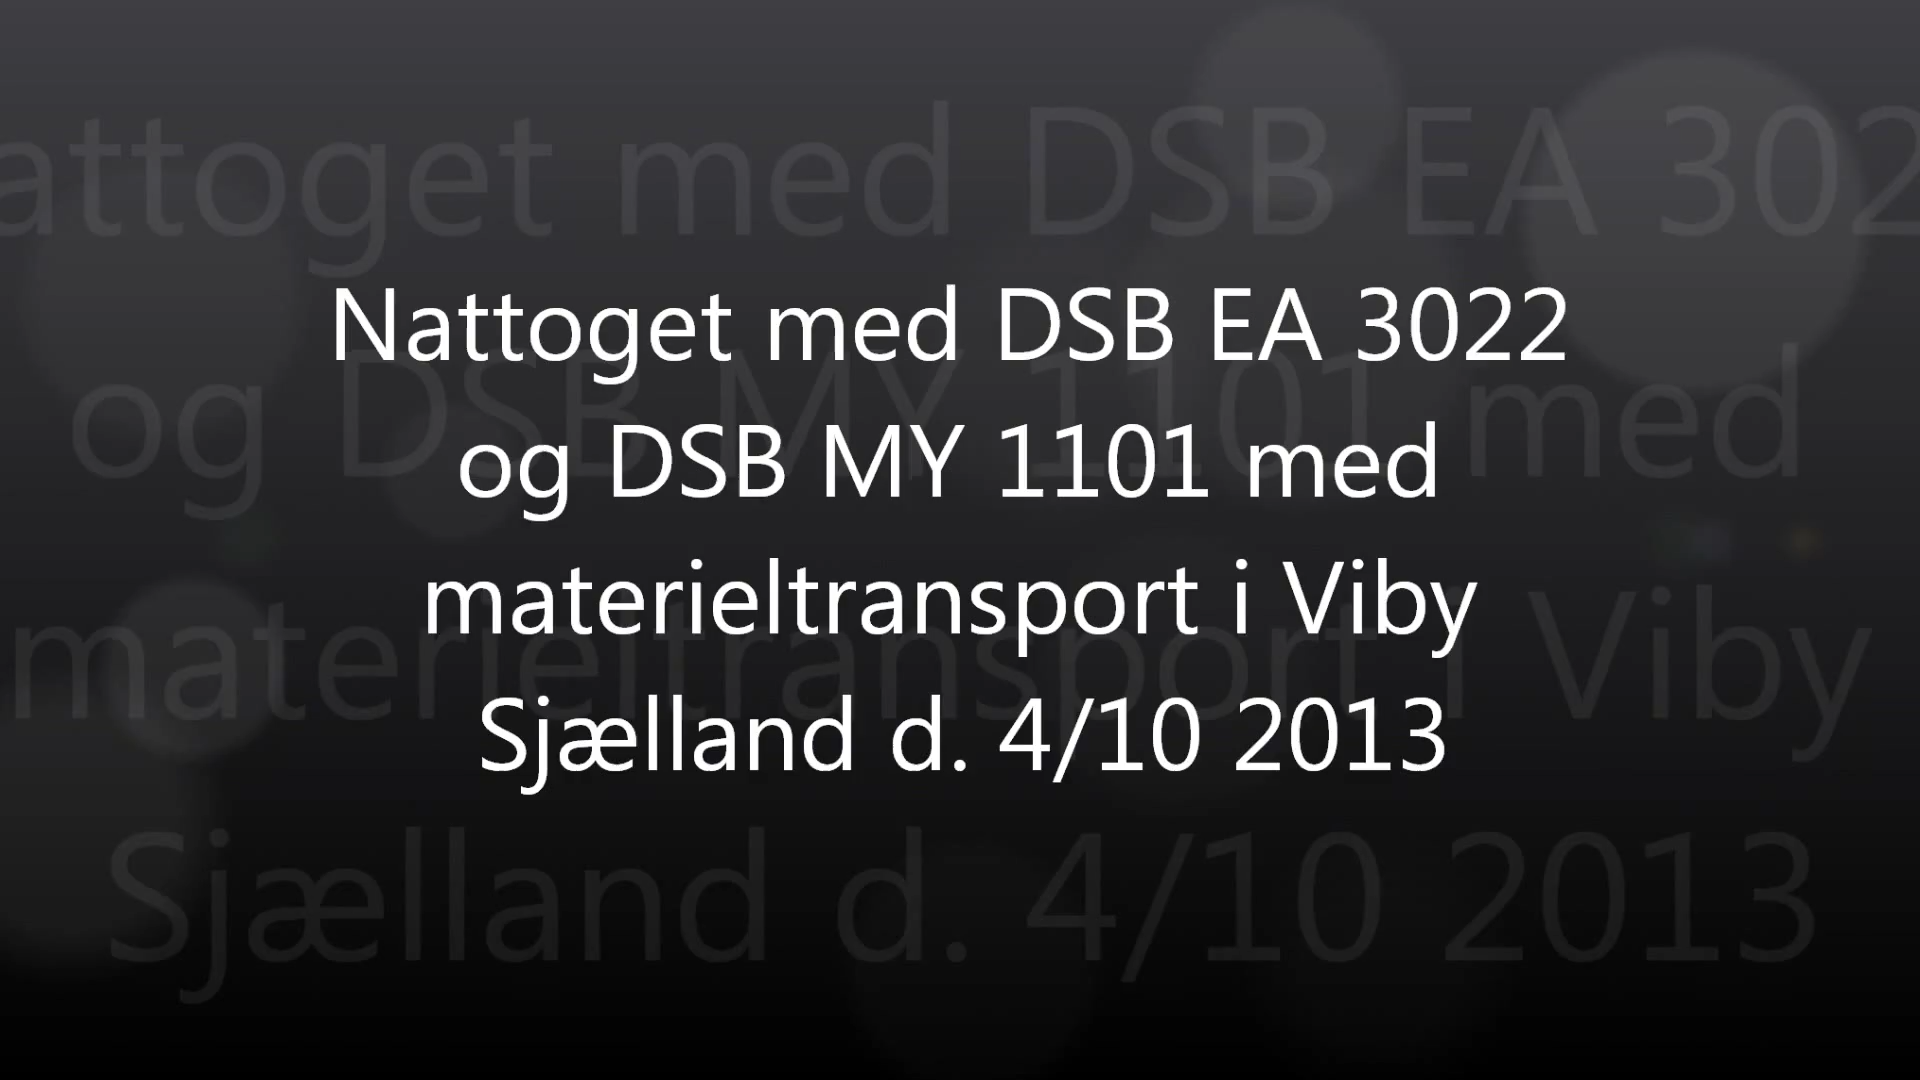 Nattoget med DSB EA 3022
og DSB MY 1101 med
materieltransport i Viby
Sjælland d. 4/10 2013